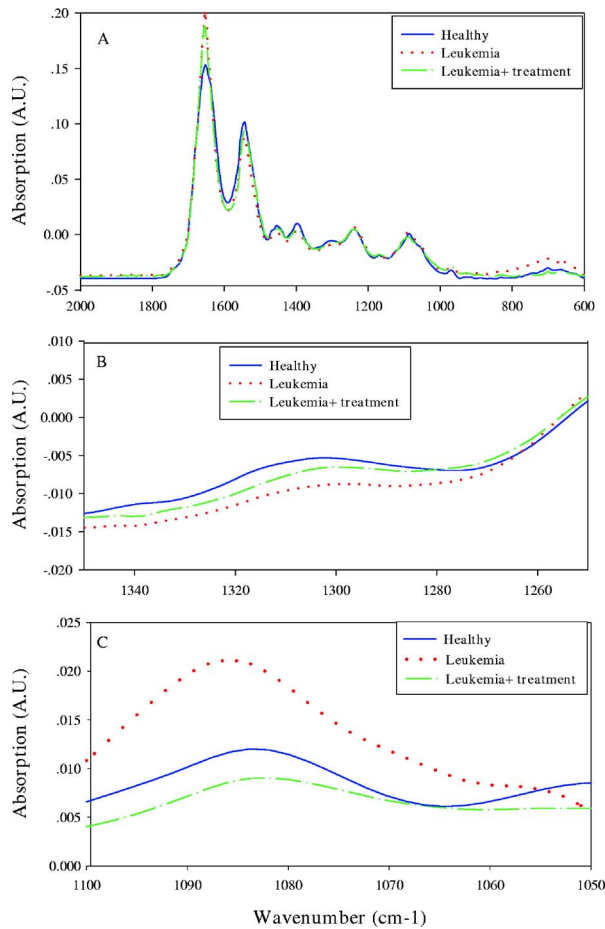 A
Absorption (A.U.)
.20
.15
.10
.05
0.00
-.05
Healthy
Leukemia
Leukemia+ treatment
2000 1800 1600 1400 1200 1000 800 600
B
Absorption (A.U.)
.010
.005
0.000
-.005
-.010
-.015
-.020
Healthy
Leukemia
Leukemia+ treatment
1340 1320 1300 1280 1260
C
Absorption (A.U.)
.025
.020
.015
.010
.005
0.000
Healthy
Leukemia
Leukemia+ treatment
1100 1090 1080 1070 1060 1050
Wavenumber (cm-1)